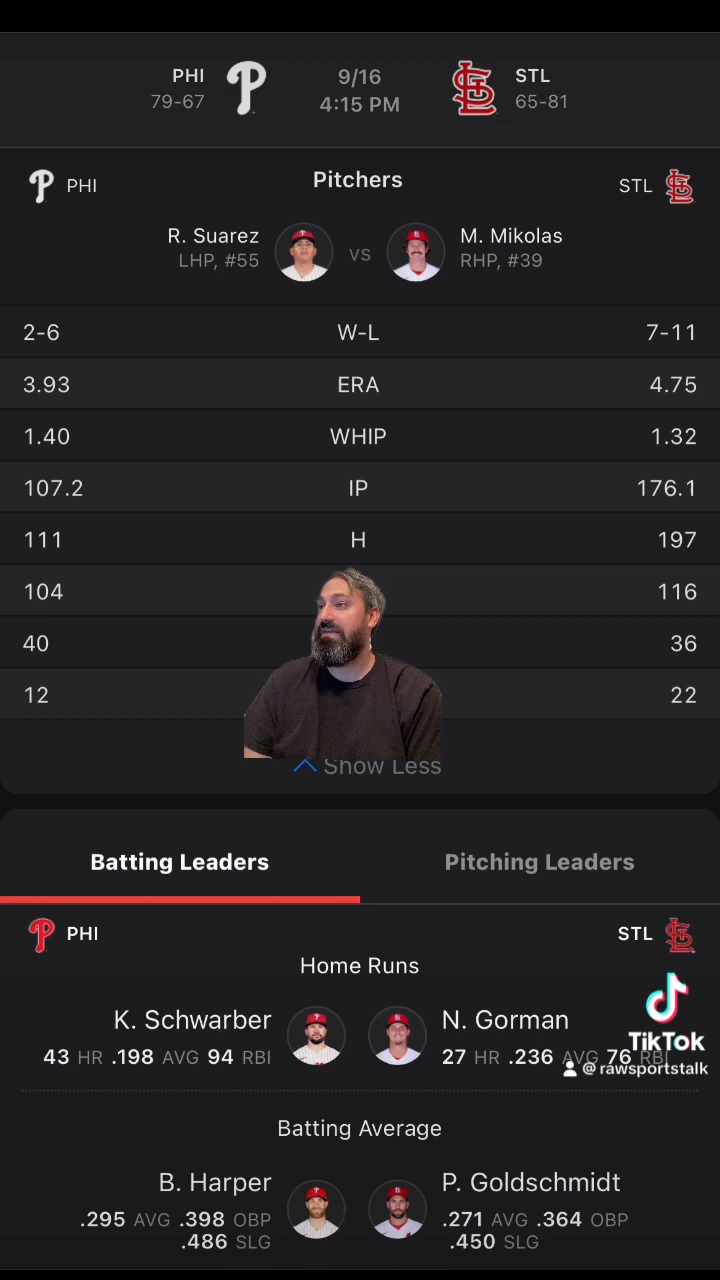 PHI
79-67
9/16
4:15 PM
STL
65-81
PHI
Pitchers
STL
R. Suarez
LHP, #55
vs
M. Mikolas
RHP, #39
2-6 W-L 7-11
3.93 ERA 4.75
1.40 WHIP 1.32
107.2 IP 176.1
111 H 197
104 116
40 36
12 22
Show Less
Batting Leaders Pitching Leaders
PHI STL
Home Runs
K. Schwarber
43 HR .198 AVG 94 RBI
N. Gorman
27 HR .236 AVG 76 RBI
TikTok
@rawsportstalk
Batting Average
B. Harper
.295 AVG .398 OBP
.486 SLG
P. Goldschmidt
.271 AVG .364 OBP
.450 SLG